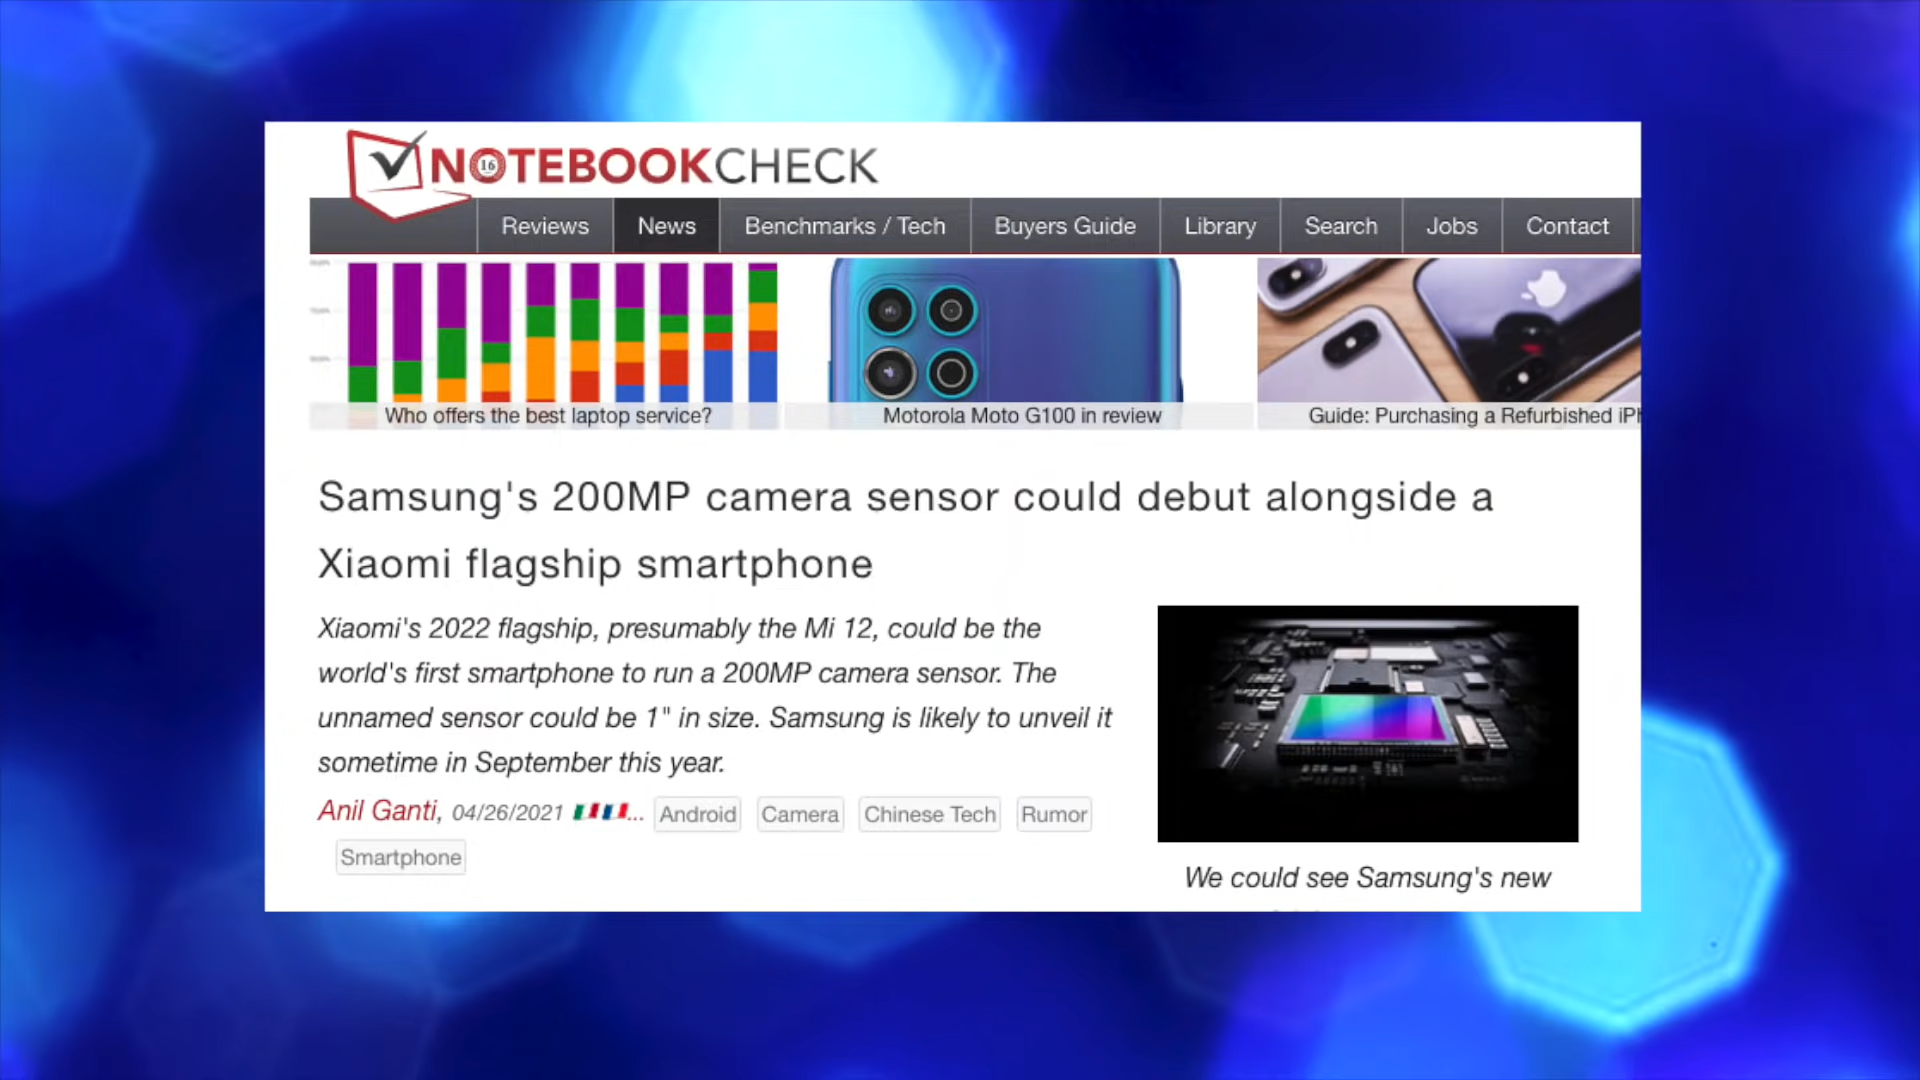 NOTEBOOKCHECK
16
Reviews
News
Benchmarks / Tech
Buyers Guide
Library
Search
Jobs
Contact
Who offers the best laptop service?
Motorola Moto G100 in review
Guide: Purchasing a Refurbished iPh
Samsung's 200MP camera sensor could debut alongside a
Xiaomi flagship smartphone
Xiaomi's 2022 flagship, presumably the Mi 12, could be the
world's first smartphone to run a 200MP camera sensor. The
unnamed sensor could be 1" in size. Samsung is likely to unveil it
sometime in September this year.
Anil Ganti, 04/26/2021 ... Android Camera Chinese Tech Rumor
Smartphone
We could see Samsung's new